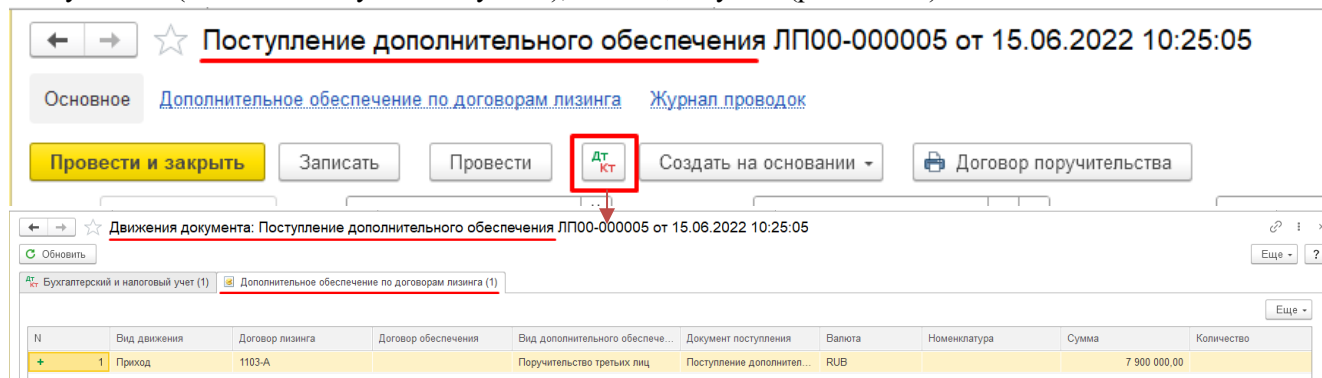 Поступление дополнительного обеспечения ЛП00-000005 от 15.06.2022 10:25:05
Основное Дополнительное обеспечение по договорам лизинга Журнал проводок
Провести и закрыть Записать Провести Дт Кт Создать на основании Договор поручительства
Движения документа: Поступление дополнительного обеспечения ЛП00-000005 от 15.06.2022 10:25:05
Обновить Еще ?
Дт Кт Бухгалтерский и налоговый учет (1) Дополнительное обеспечение по договорам лизинга (1)
Еще
N Вид движения Договор лизинга Договор обеспечения Вид дополнительного обеспече... Документ поступления Валюта Номенклатура Сумма Количество
+ 1 Приход 1103-А Поручительство третьих лиц Поступление дополнител... RUB 7 900 000,00